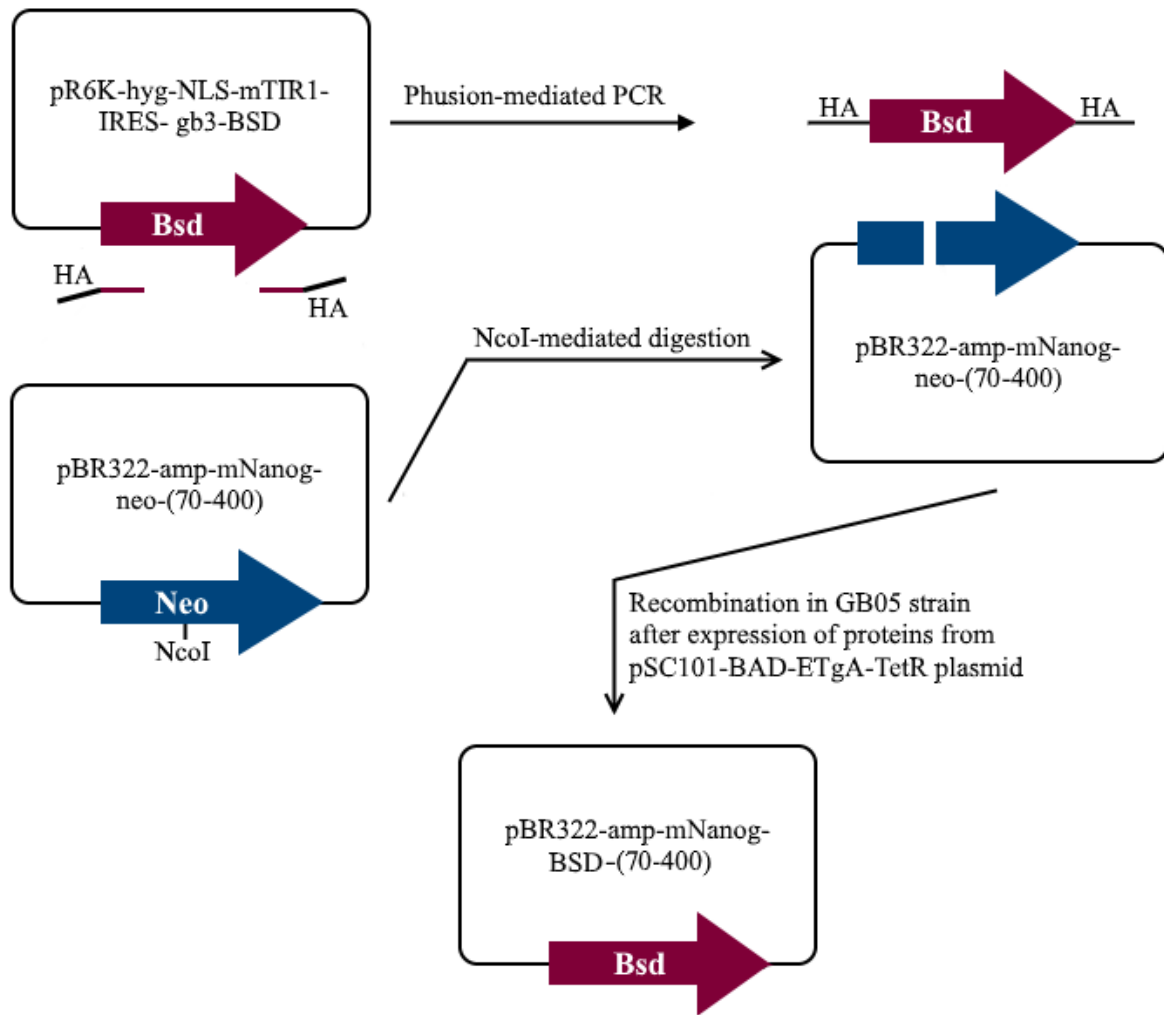 pR6K-hyg-NLS-mTIR1-
IRES- gb3-BSD
Bsd
HA
HA
Phusion-mediated PCR
HA
Bsd
HA
NcoI-mediated digestion
pBR322-amp-mNanog-
neo-(70-400)
pBR322-amp-mNanog-
neo-(70-400)
Neo
NcoI
Recombination in GB05 strain
after expression of proteins from
pSC101-BAD-ETgA-TetR plasmid
pBR322-amp-mNanog-
BSD-(70-400)
Bsd